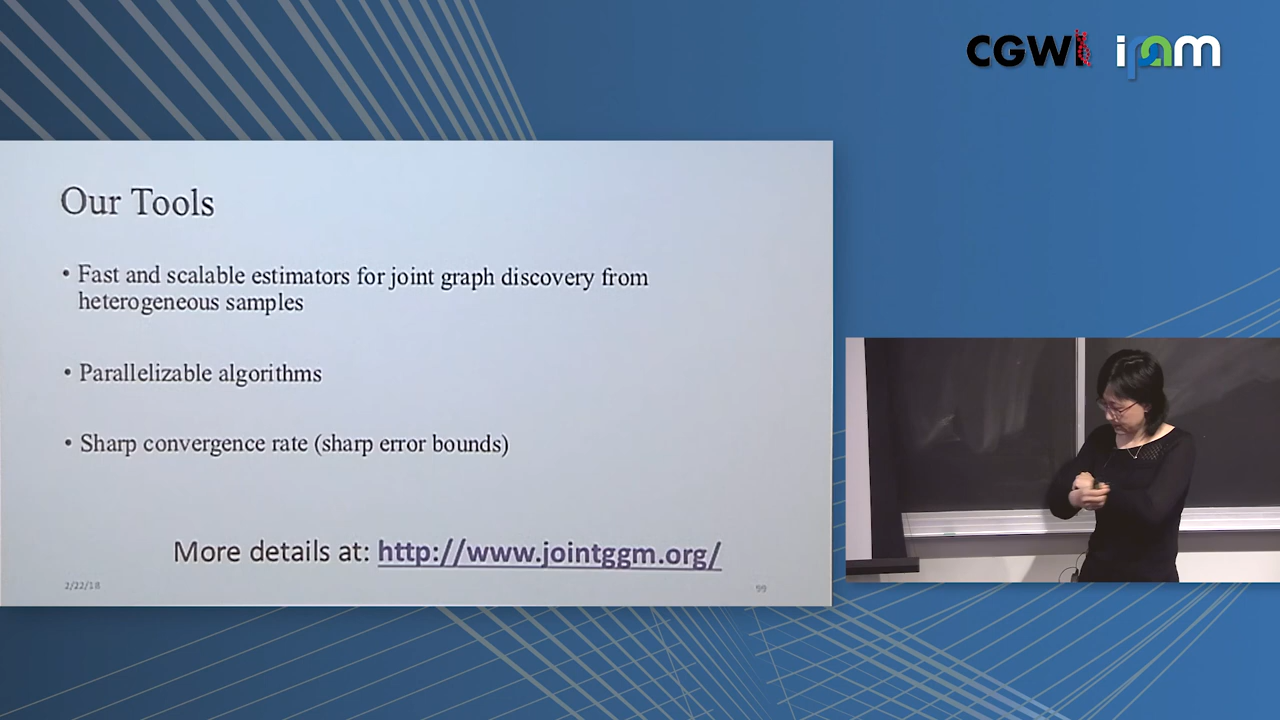 CGWI ipam
Our Tools
• Fast and scalable estimators for joint graph discovery from
heterogeneous samples
• Parallelizable algorithms
• Sharp convergence rate (sharp error bounds)
More details at: http://www.jointggm.org/
2/22/18
99